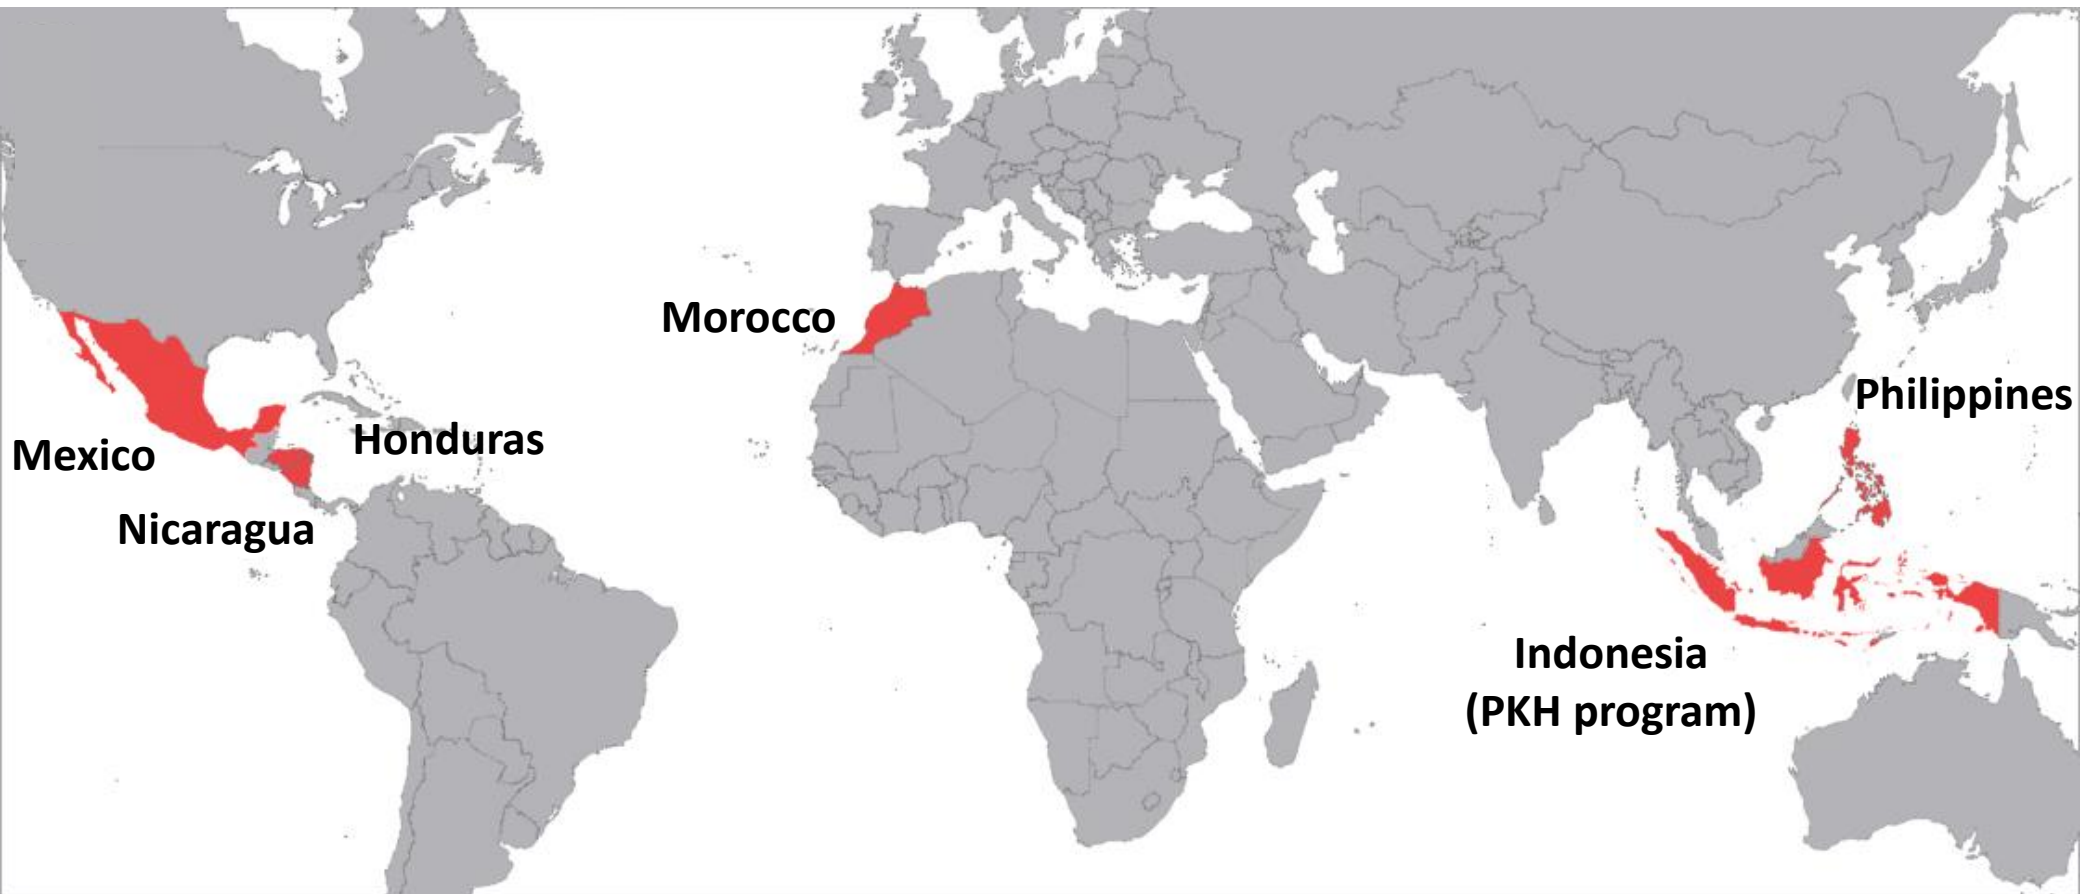 Morocco
Philippines
Honduras
Mexico
Nicaragua
Indonesia
(PKH program)